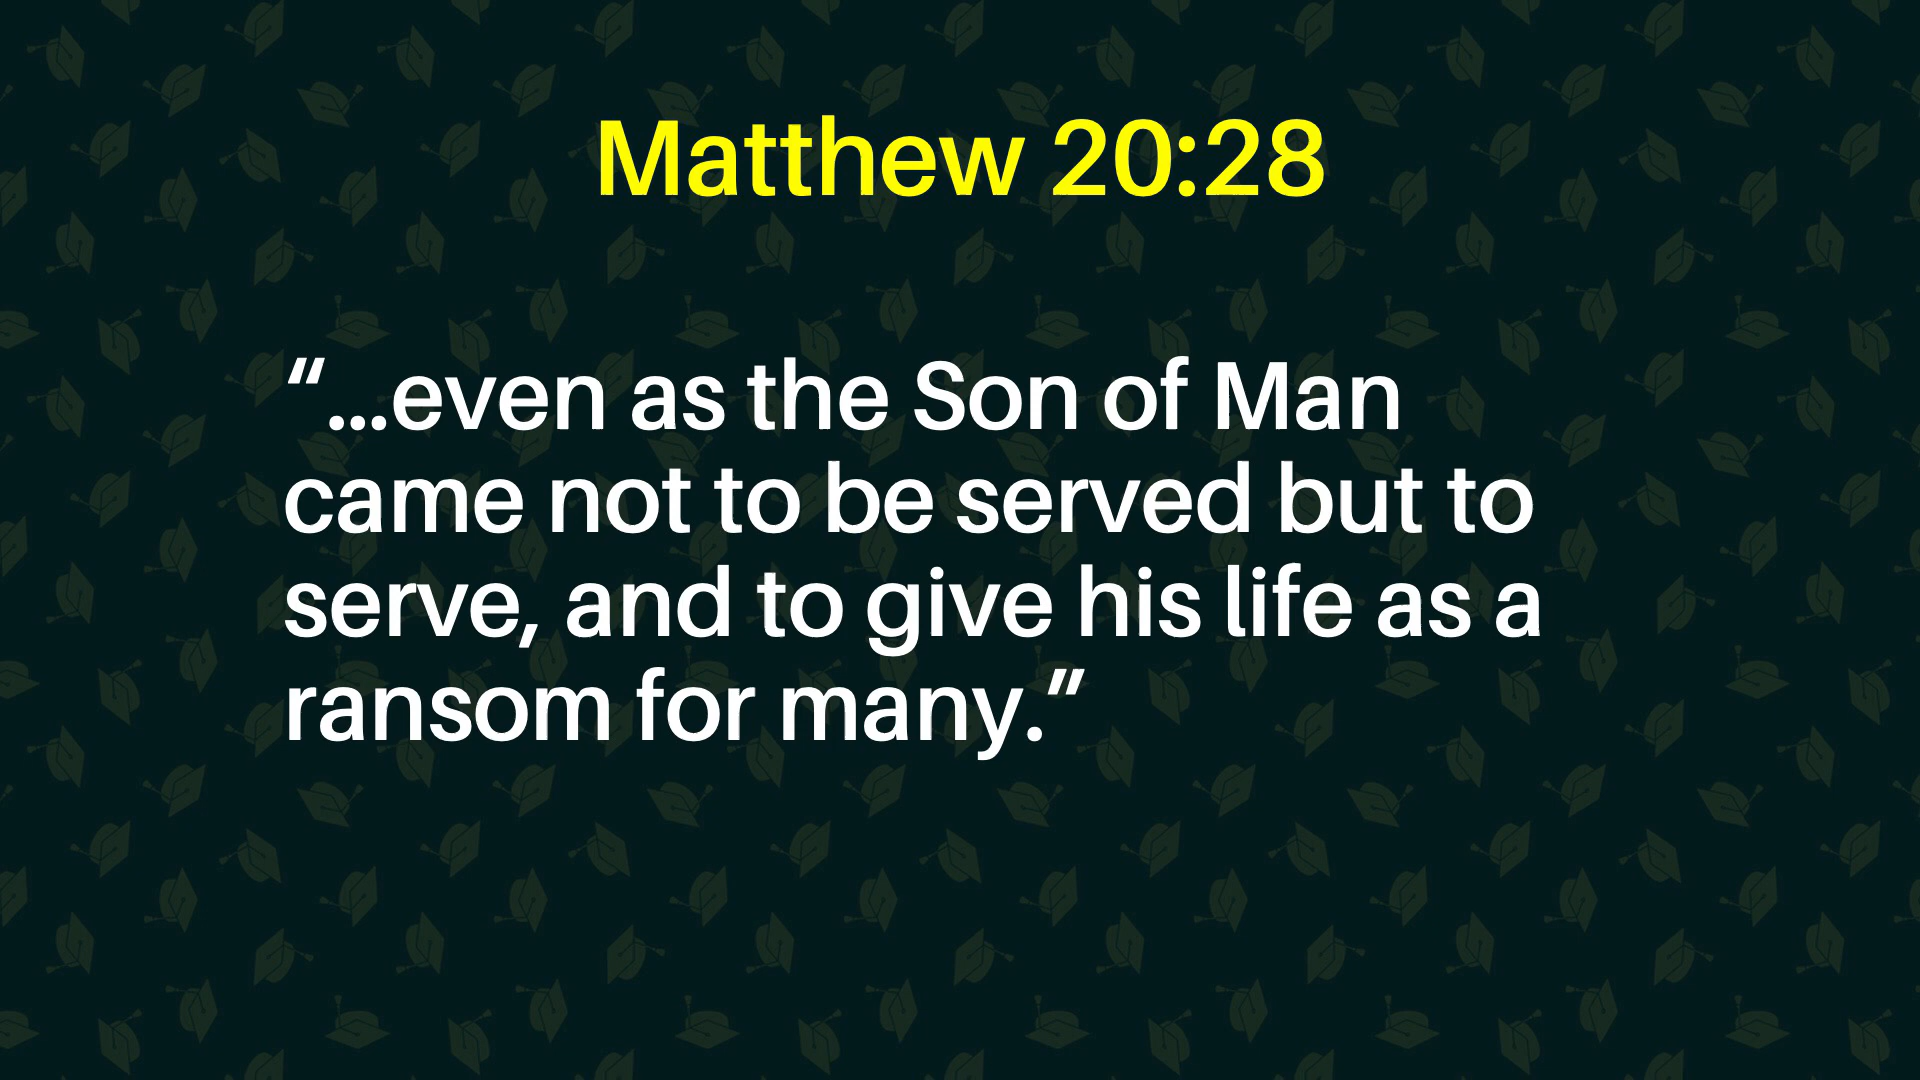 Matthew 20:28
“...even as the Son of Man
came not to be served but to
serve, and to give his life as a
ransom for many.”